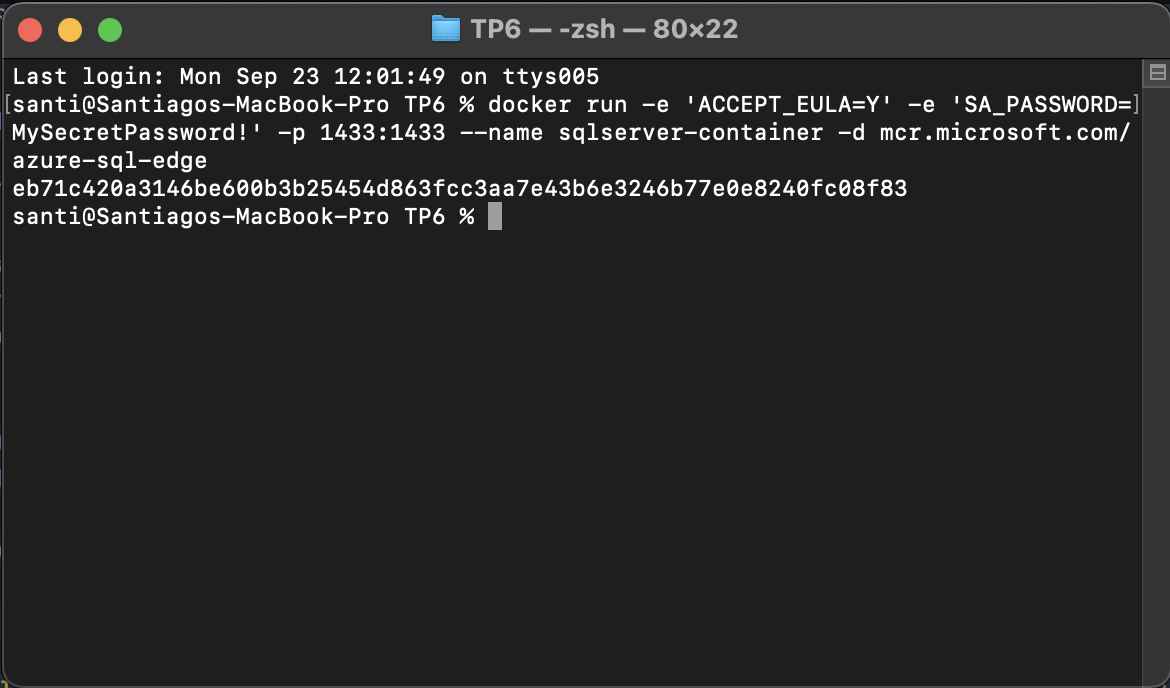 TP6 — -zsh — 80×22
Last login: Mon Sep 23 12:01:49 on ttys005
[santi@Santiagos-MacBook-Pro TP6 % docker run -e 'ACCEPT_EULA=Y' -e 'SA_PASSWORD=]
MySecretPassword!' -p 1433:1433 --name sqlserver-container -d mcr.microsoft.com/
azure-sql-edge
eb71c420a3146be600b3b25454d863fcc3aa7e43b6e3246b77e0e8240fc08f83
santi@Santiagos-MacBook-Pro TP6 %